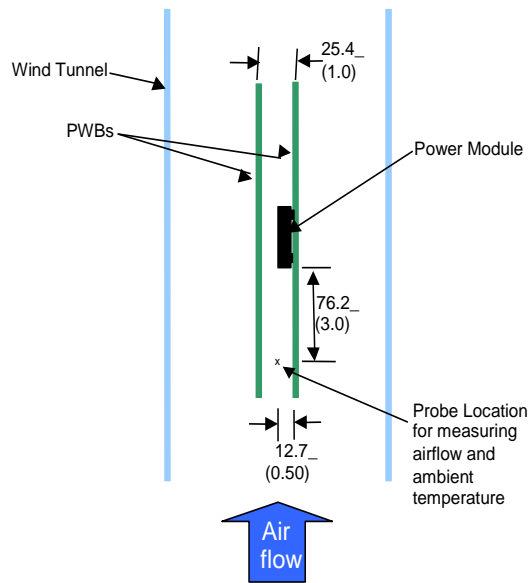 25.4_
(1.0)
Wind Tunnel
PWBs
Power Module
76.2_
(3.0)
x
Probe Location
for measuring
airflow and
ambient
temperature
12.7_
(0.50)
Air
flow